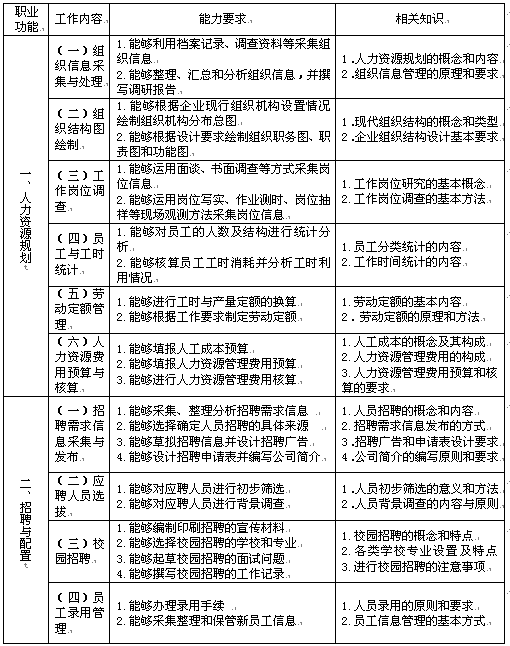 职业功能
工作内容
能力要求
相关知识
一、人力资源规划
（一）组织信息采集与处理
1.能够利用档案记录、调查资料等采集组织信息
2.能够整理、汇总和分析组织信息，并撰写调研报告
1.人力资源规划的概念和内容
2.组织信息管理的原理和要求
（二）组织结构图绘制
1.能够根据企业现行组织机构设置情况绘制组织机构分布总图
2.能够根据设计要求绘制组织职务图、职责图和功能图
1.现代组织结构的概念和类型
2.企业组织结构设计基本要求
（三）工作岗位调查
1.能够运用面谈、书面调查等方式采集岗位信息
2.能够运用岗位写实、作业测时、岗位抽样等现场观测方法采集岗位信息
1.工作岗位研究的基本概念
2.工作岗位调查的基本方法
（四）员工与工时统计
1.能够对员工的人数及结构进行统计分析
2.能够核算员工工时消耗并分析工时利用情况
1.员工分类统计的内容
2.工作时间统计的内容
（五）劳动定额管理
1.能够进行工时与产量定额的换算
2.能够根据工作要求制定劳动定额
1.劳动定额的基本内容
2.劳动定额的原理和方法
（六）人力资源费用预算与核算
1.能够填报人工成本预算
2.能够填报人力资源管理费用预算
3.能够进行人力资源管理费用核算
1.人工成本的概念及其构成
2.人力资源管理费用的构成
3.人力资源管理费用预算和核算的要求
二、招聘与配置
（一）招聘需求信息采集与发布
1.能够采集、整理分析招聘需求信息
2.能够选择确定人员招聘的具体来源
3.能够草拟招聘信息并设计招聘广告
4.能够设计招聘申请表并编写公司简介
1.人员招聘的概念和内容
2.招聘需求信息发布的方式
3.招聘广告和申请表设计要求
4.公司简介的编写原则和要求
（二）应聘人员选拔
1.能够对应聘人员进行初步筛选
2.能够对应聘人员进行背景调查
1.人员初步筛选的意义和方法
2.人员背景调查的内容与原则
（三）校园招聘
1.能够编制印刷招聘的宣传材料
2.能够选择校园招聘的学校和专业
3.能够起草校园招聘的面试问题
4.能够撰写校园招聘的工作记录
1.校园招聘的概念和特点
2.各类学校专业设置及特点
3.进行校园招聘的注意事项
（四）员工录用管理
1.能够办理录用手续
2.能够采集整理和保管新员工信息
1.人员录用的原则和要求
2.员工信息管理的基本方式